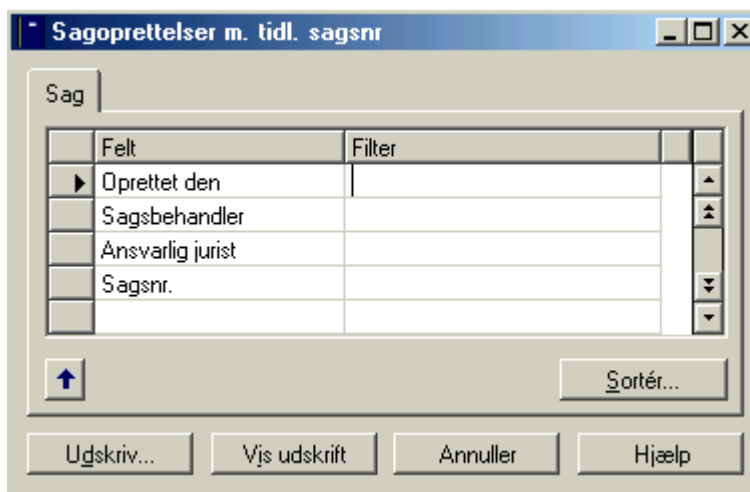 Sagoprettelser m. tidl. sagsnr
Sag
Felt Filter
Oprettet den
Sagsbehandler
Ansvarlig jurist
Sagsnr.
Sortér...
Udskriv... Vis udskrift Annuller Hjælp